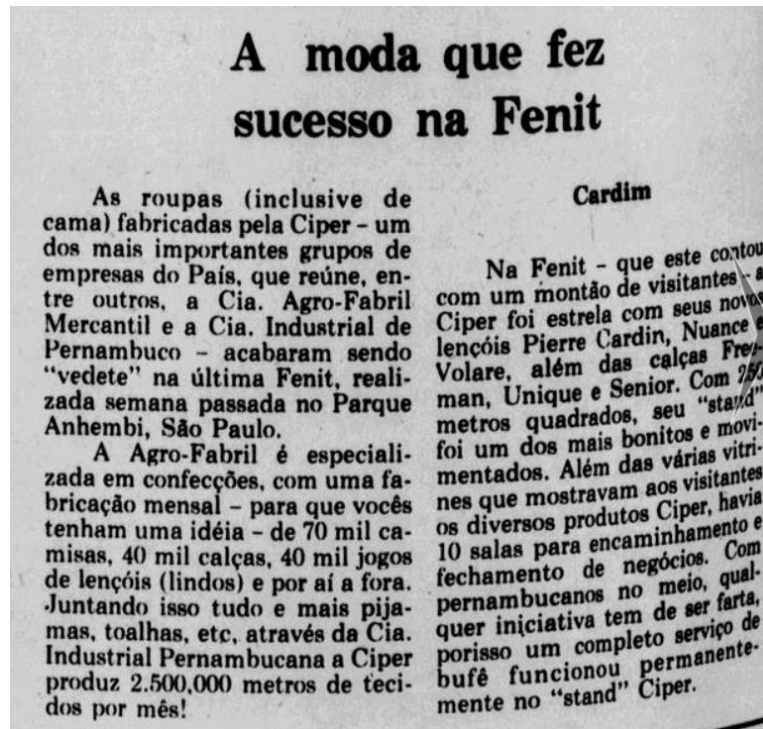 A moda que fez
sucesso na Fenit
As roupas (inclusive de
cama) fabricadas pela Ciper – um
dos mais importantes grupos de
empresas do País, que reúne, en-
tre outros, a Cia. Agro-Fabril
Mercantil e a Cia. Industrial de
Pernambuco – acabaram sendo
"vedete" na última Fenit, reali-
zada semana passada no Parque
Anhembi, São Paulo.
A Agro-Fabril é especiali-
zada em confecções, com uma fa-
bricação mensal – para que vocês
tenham uma idéia – de 70 mil ca-
misas, 40 mil calças, 40 mil jogos
de lençóis (lindos) e por aí a fora.
Juntando isso tudo e mais pija-
mas, toalhas, etc, através da Cia.
Industrial Pernambucana a Ciper
produz 2.500.000 metros de teci-
dos por mês!
Cardim
Na Fenit – que este contou
com um montão de visitantes – a
Ciper foi estrela com seus novos
lençóis Pierre Cardin, Nuance e
Volare, além das calças Free-
man, Unique e Senior. Com 250
metros quadrados, seu "stand"
foi um dos mais bonitos e movi-
mentados. Além das várias vitri-
nes que mostravam aos visitantes
os diversos produtos Ciper, havia
10 salas para encaminhamento e
fechamento de negócios. Com
pernambucanos no meio, qual-
quer iniciativa tem de ser farta,
porisso um completo serviço de
bufê funcionou permanente-
mente no "stand" Ciper.